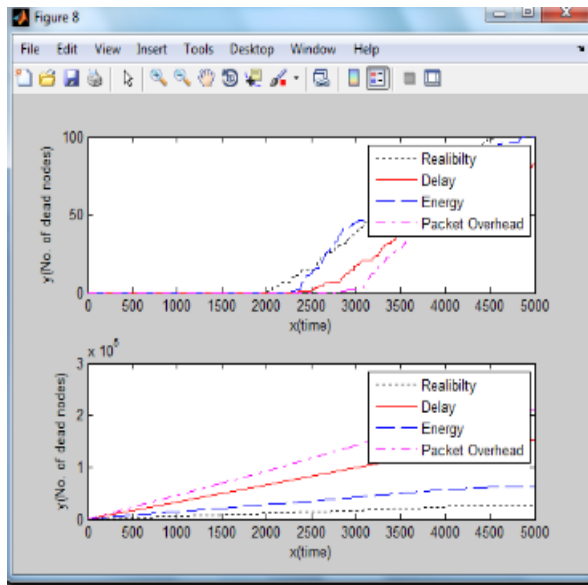 Figure 8
File Edit View Insert Tools Desktop Window Help
100
50
0
y(No. of dead nodes)
Realibilty
Delay
Energy
Packet Overhead
0 500 1000 1500 2000 2500 3000 3500 4000 4500 5000
x(time)
x 10^5
3
2
1
0
y(No. of dead nodes)
Realibilty
Delay
Energy
Packet Overhead
0 500 1000 1500 2000 2500 3000 3500 4000 4500 5000
x(time)